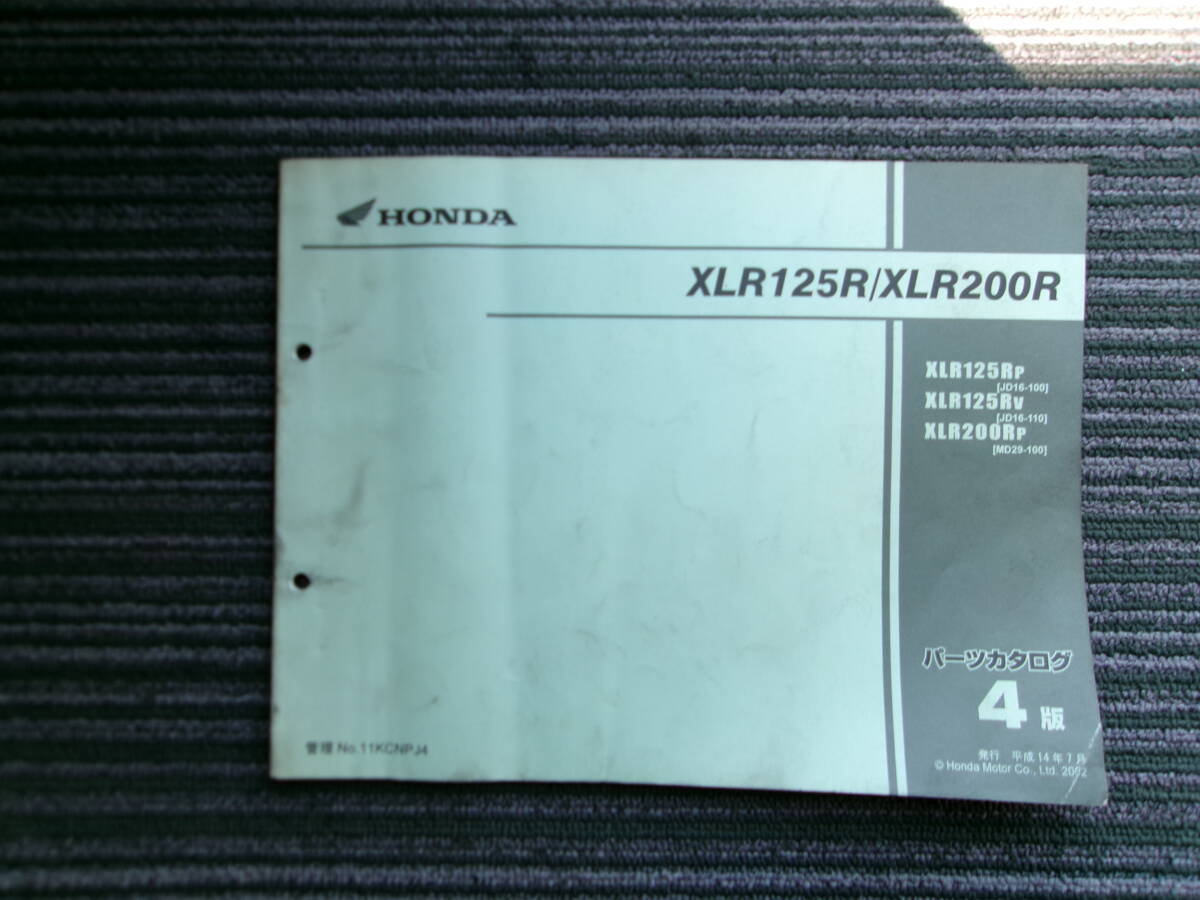 HONDA
XLR125R/XLR200R
XLR125RP
[JD16-100]
XLR125RV
[JD16-110]
XLR200RP
[MD29-100]
パーツカタログ
4版
管理 No.11KCNPJ4
発行 平成14年7月
© Honda Motor Co., Ltd. 2002